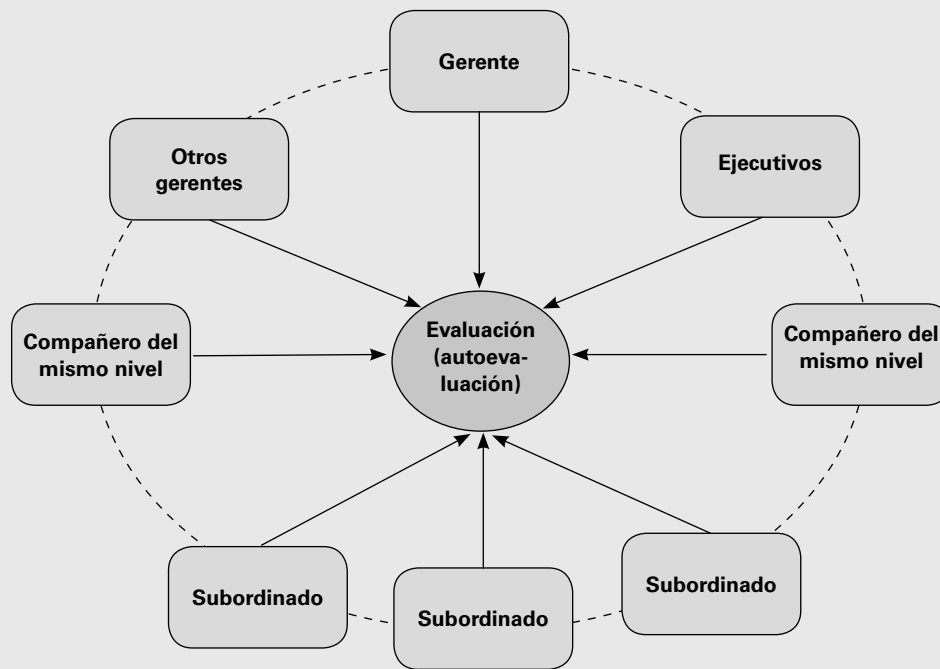 Gerente
Otros
gerentes
Ejecutivos
Compañero del
mismo nivel
Evaluación
(autoeva-
luación)
Compañero del
mismo nivel
Subordinado
Subordinado
Subordinado